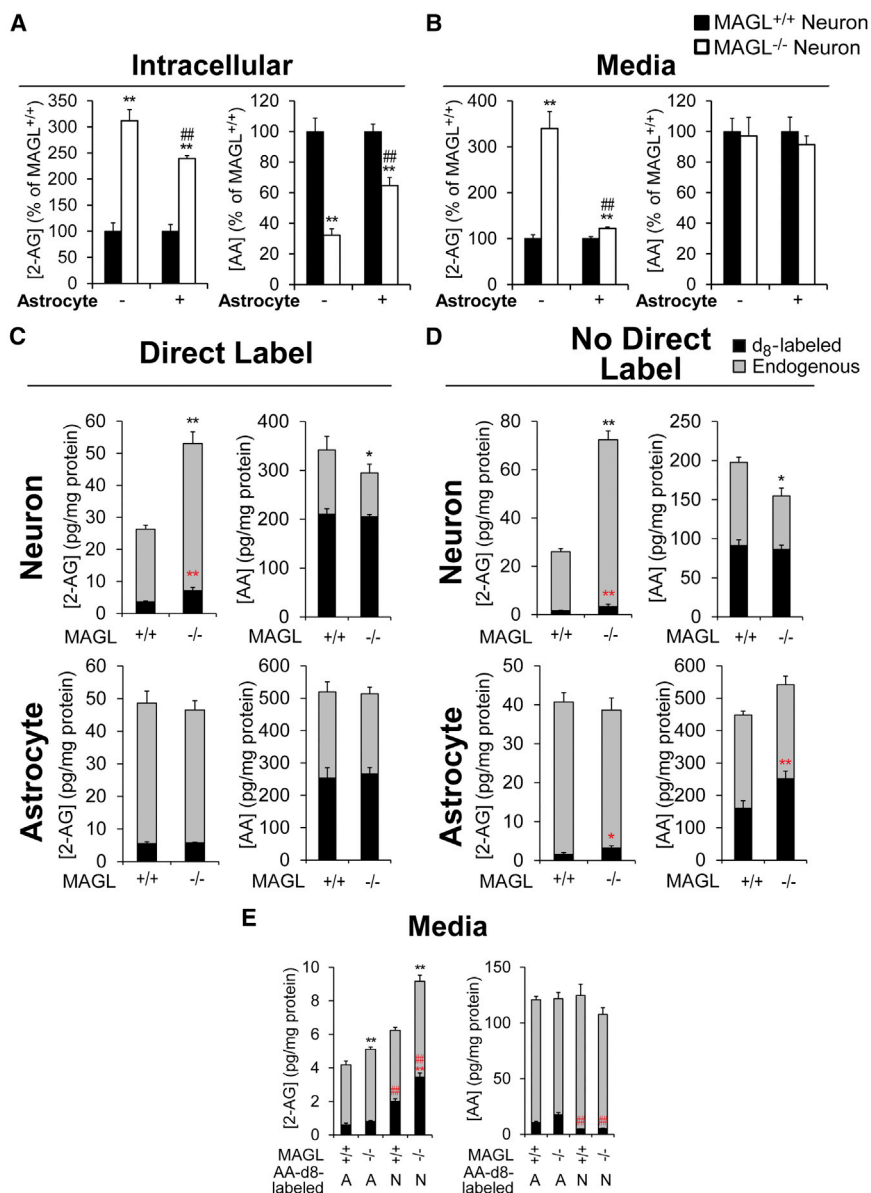 A
B
MAGL+/+ Neuron
MAGL-/- Neuron
Intracellular
Media
[2-AG] (% of MAGL+/+)
350
300
250
200
150
100
50
0
**
##
**
[AA] (% of MAGL+/+)
120
100
80
60
40
20
0
**
##
**
[2-AG] (% of MAGL+/+)
400
300
200
100
0
**
##
**
[AA] (% of MAGL+/+)
120
100
80
60
40
20
0
Astrocyte - + - +
Astrocyte - + - +
C
Direct Label
D
No Direct
Label
d8-labeled
Endogenous
Neuron
[2-AG] (pg/mg protein)
60
50
40
30
20
10
0
**
**
[AA] (pg/mg protein)
400
300
200
100
0
*
MAGL +/+ -/- +/+ -/-
Neuron
[2-AG] (pg/mg protein)
80
60
40
20
0
**
**
[AA] (pg/mg protein)
250
200
150
100
50
0
*
MAGL +/+ -/- +/+ -/-
Astrocyte
[2-AG] (pg/mg protein)
60
50
40
30
20
10
0
[AA] (pg/mg protein)
600
500
400
300
200
100
0
MAGL +/+ -/- +/+ -/-
Astrocyte
[2-AG] (pg/mg protein)
50
40
30
20
10
0
*
[AA] (pg/mg protein)
600
500
400
300
200
100
0
**
MAGL +/+ -/- +/+ -/-
E
Media
[2-AG] (pg/mg protein)
10
8
6
4
2
0
**
##
**
##
**
[AA] (pg/mg protein)
150
100
50
0
##
##
MAGL +/+ -/- +/+ -/- +/+ -/- +/+ -/-
AA-d8-
labeled A A N N A A N N